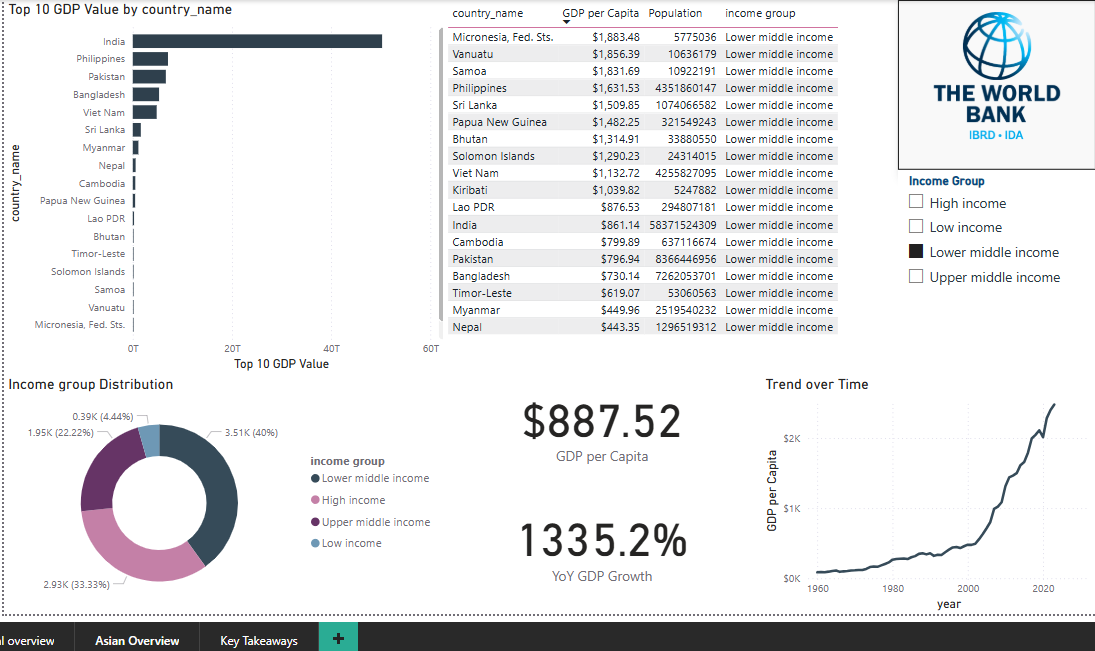 Top 10 GDP Value by country_name
country_name
India
Philippines
Pakistan
Bangladesh
Viet Nam
Sri Lanka
Myanmar
Nepal
Cambodia
Papua New Guinea
Lao PDR
Bhutan
Timor-Leste
Solomon Islands
Samoa
Vanuatu
Micronesia, Fed. Sts.
0T 20T 40T 60T
Top 10 GDP Value
country_name GDP per Capita Population income group
Micronesia, Fed. Sts. $1,883.48 5775036 Lower middle income
Vanuatu $1,856.39 10636179 Lower middle income
Samoa $1,831.69 10922191 Lower middle income
Philippines $1,631.53 4351860147 Lower middle income
Sri Lanka $1,509.85 1074066582 Lower middle income
Papua New Guinea $1,482.25 321549243 Lower middle income
Bhutan $1,314.91 33880550 Lower middle income
Solomon Islands $1,290.23 24314015 Lower middle income
Viet Nam $1,132.72 4255827095 Lower middle income
Kiribati $1,039.82 5247882 Lower middle income
Lao PDR $876.53 294807181 Lower middle income
India $861.14 58371524309 Lower middle income
Cambodia $799.89 637116674 Lower middle income
Pakistan $796.94 8366446956 Lower middle income
Bangladesh $730.14 7262053701 Lower middle income
Timor-Leste $619.07 53060563 Lower middle income
Myanmar $449.96 2519540232 Lower middle income
Nepal $443.35 1296519312 Lower middle income
THE WORLD
BANK
IBRD • IDA
Income Group
High income
Low income
Lower middle income
Upper middle income
Income group Distribution
0.39K (4.44%)
1.95K (22.22%)
3.51K (40%)
2.93K (33.33%)
income group
Lower middle income
High income
Upper middle income
Low income
$887.52
GDP per Capita
1335.2%
YoY GDP Growth
Trend over Time
GDP per Capita
$2K
$1K
$0K
1960 1980 2000 2020
year
l overview Asian Overview Key Takeaways +